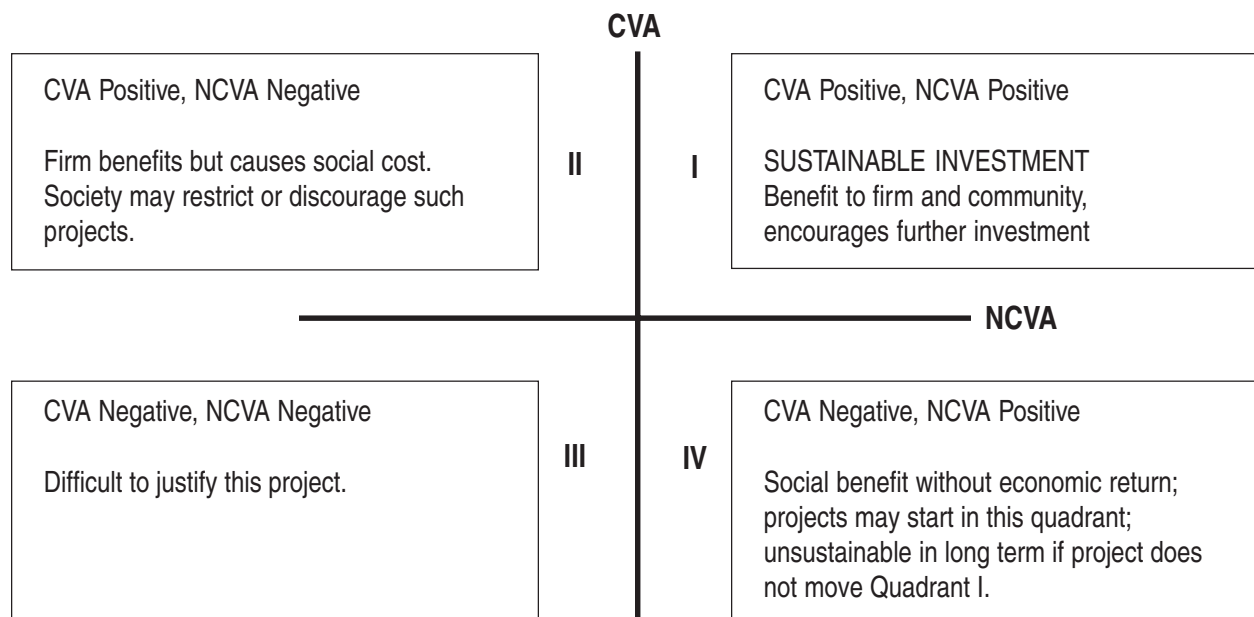 CVA
CVA Positive, NCVA Negative
Firm benefits but causes social cost.
Society may restrict or discourage such
projects.
II
I
CVA Positive, NCVA Positive
SUSTAINABLE INVESTMENT
Benefit to firm and community,
encourages further investment
NCVA
CVA Negative, NCVA Negative
Difficult to justify this project.
III
IV
CVA Negative, NCVA Positive
Social benefit without economic return;
projects may start in this quadrant;
unsustainable in long term if project does
not move Quadrant I.